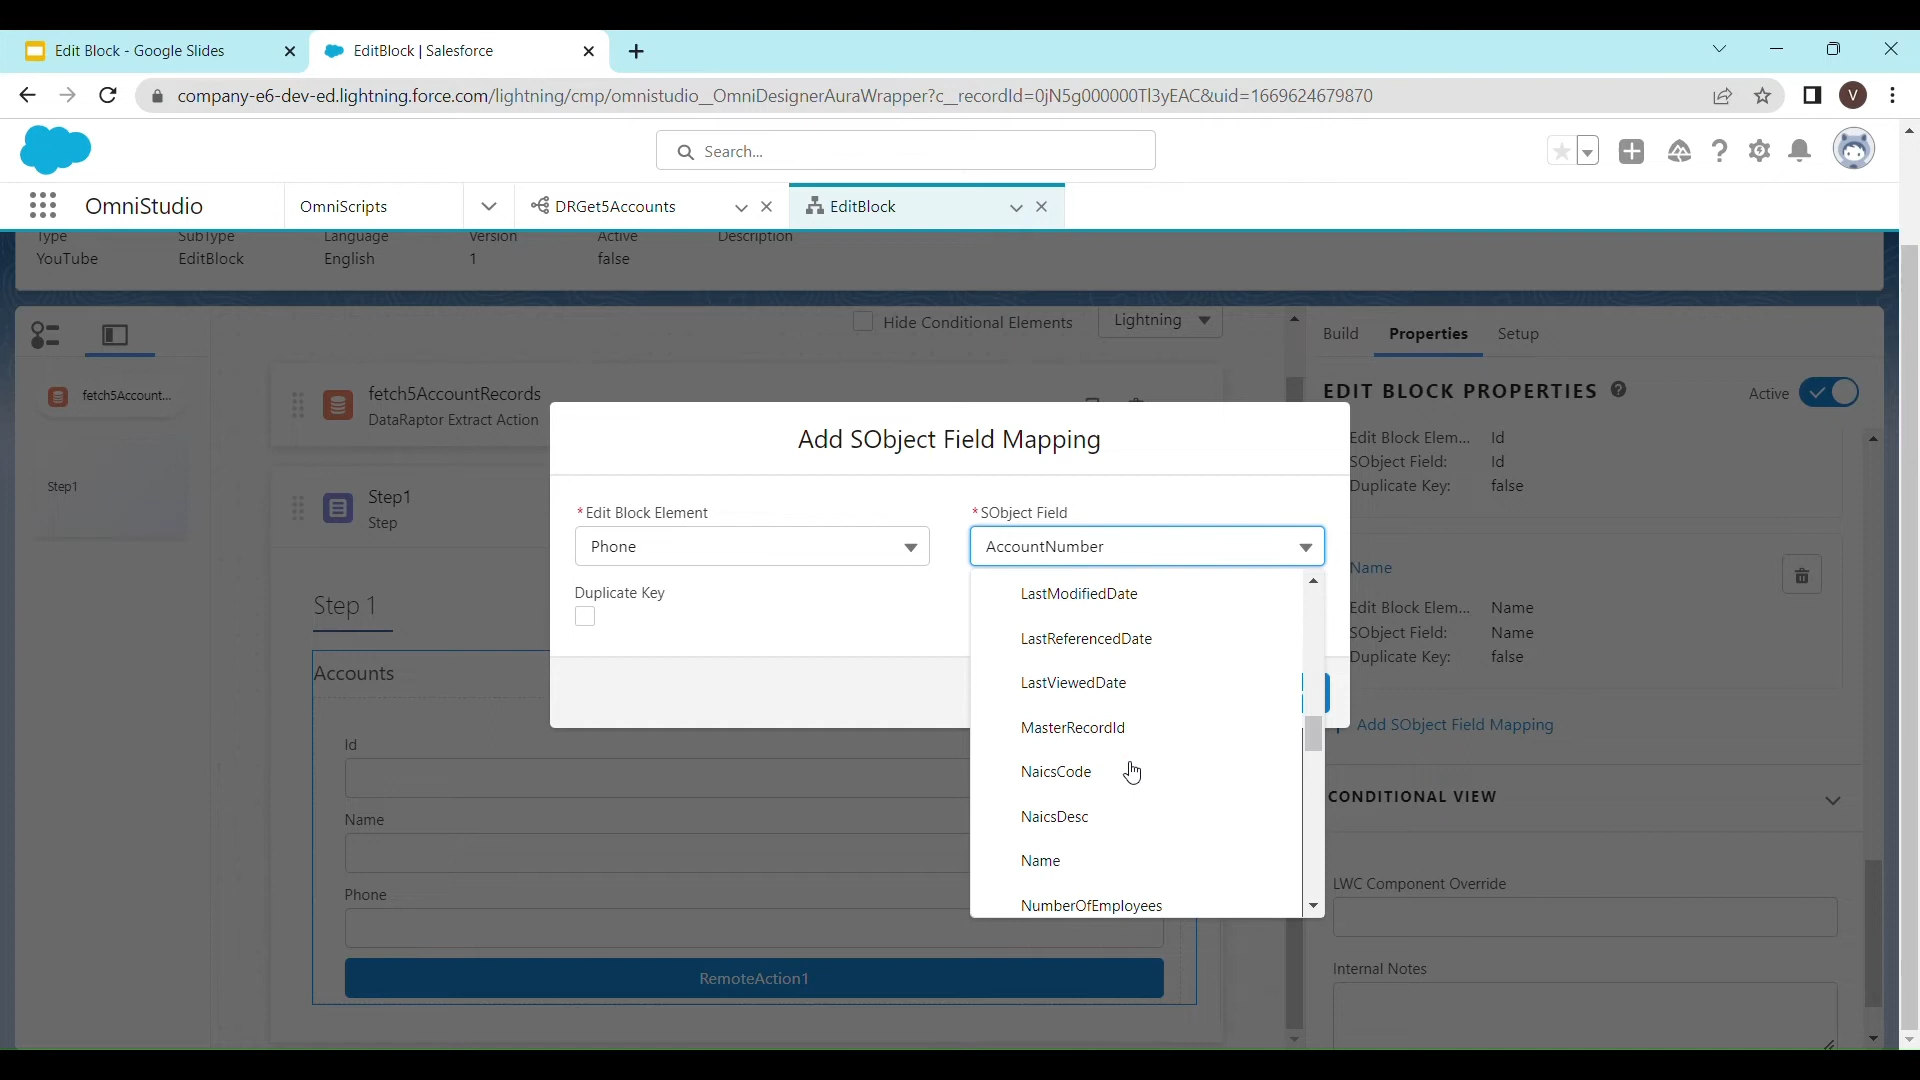 Edit Block - Google Slides
EditBlock | Salesforce
company-e6-dev-ed.lightning.force.com/lightning/cmp/omnistudio__OmniDesignerAuraWrapper?c__recordId=0jN5g000000Tl3yEAC&uid=1669624679870
V
Search...
OmniStudio
OmniScripts
DRGet5Accounts
EditBlock
Type
SubType
Language
Version
Active
Description
YouTube
EditBlock
English
1
false
Hide Conditional Elements
Lightning
Build
Properties
Setup
fetch5Account...
fetch5AccountRecords
DataRaptor Extract Action
EDIT BLOCK PROPERTIES
Active
Add SObject Field Mapping
Edit Block Elem... Id
SObject Field: Id
Duplicate Key: false
Step1
Step1
Step
*Edit Block Element
*SObject Field
Phone
AccountNumber
Name
Duplicate Key
Edit Block Elem... Name
SObject Field: Name
Duplicate Key: false
LastModifiedDate
LastReferencedDate
LastViewedDate
MasterRecordId
NaicsCode
NaicsDesc
Name
NumberOfEmployees
Step 1
Accounts
Id
Name
Phone
RemoteAction1
Add SObject Field Mapping
CONDITIONAL VIEW
LWC Component Override
Internal Notes